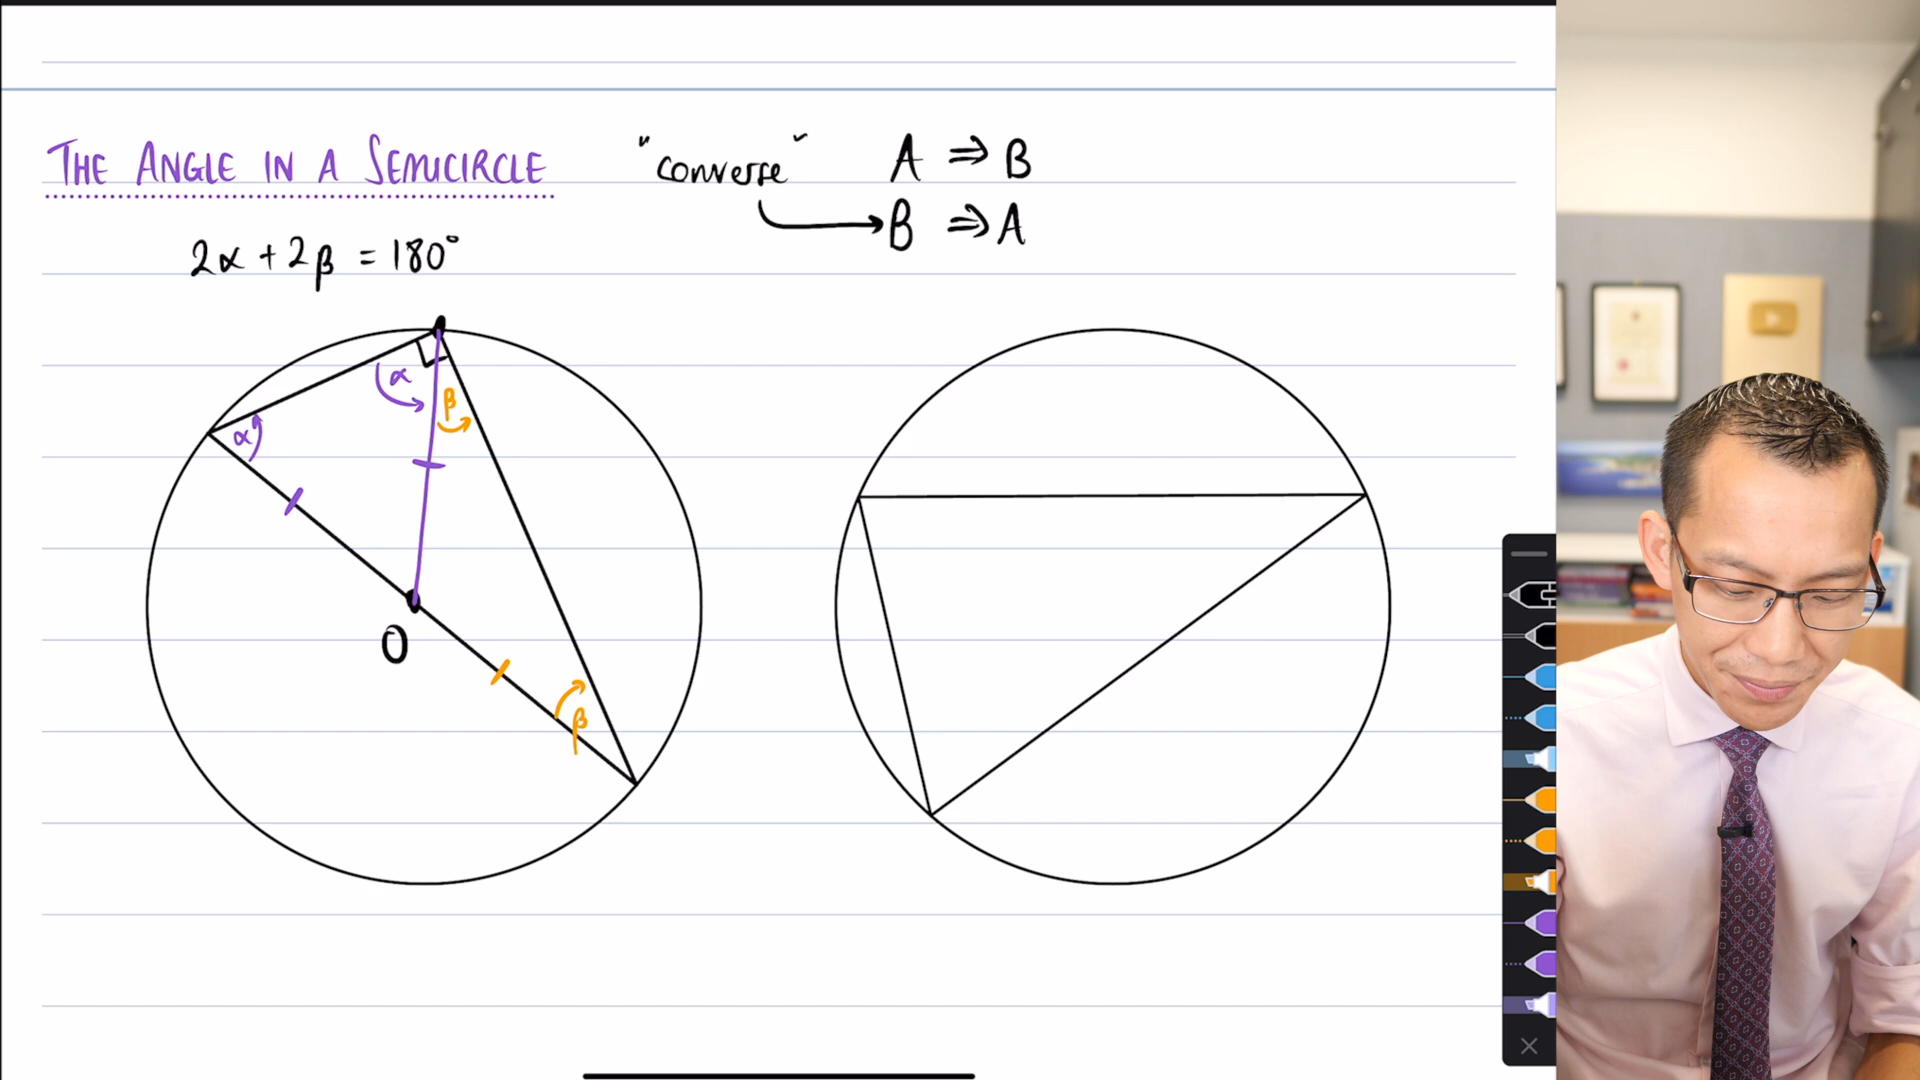 THE ANGLE IN A SEMICIRCLE
"converse"
A ⇒ B
B ⇒ A
2α + 2β = 180°
α
β
α
O
β